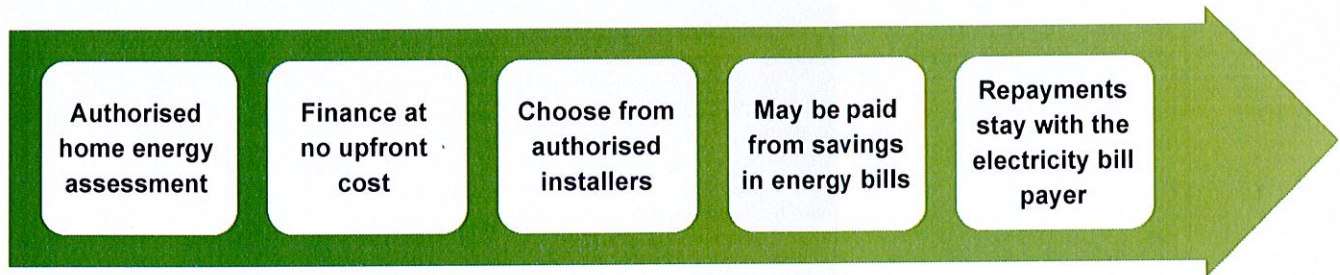 Authorised
home energy
assessment
Finance at
no upfront
cost
Choose from
authorised
installers
May be paid
from savings
in energy bills
Repayments
stay with the
electricity bill
payer